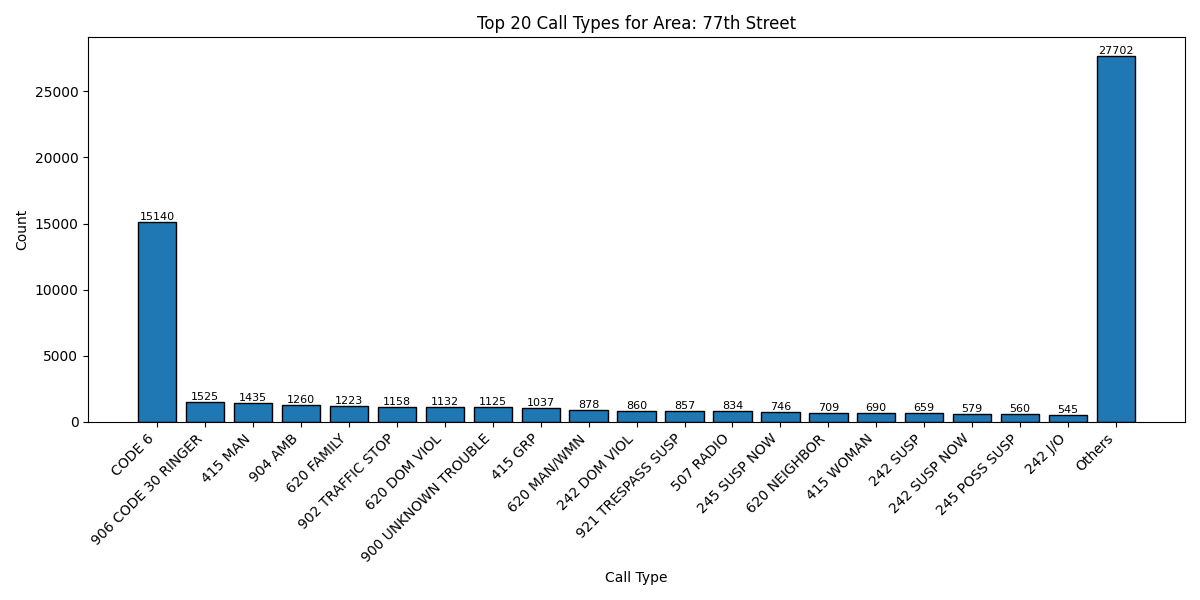 Top 20 Call Types for Area: 77th Street
Count
25000
20000
15000
10000
5000
0
15140
1525
1435
1260
1223
1158
1132
1125
1037
878
860
857
834
746
709
690
659
579
560
545
27702
CODE 6
906 CODE 30 RINGER
415 MAN
904 AMB
620 FAMILY
902 TRAFFIC STOP
620 DOM VIOL
900 UNKNOWN TROUBLE
415 GRP
620 MAN/WMN
242 DOM VIOL
921 TRESPASS SUSP
507 RADIO
245 SUSP NOW
620 NEIGHBOR
415 WOMAN
242 SUSP
242 SUSP NOW
245 POSS SUSP
242 J/O
Others
Call Type